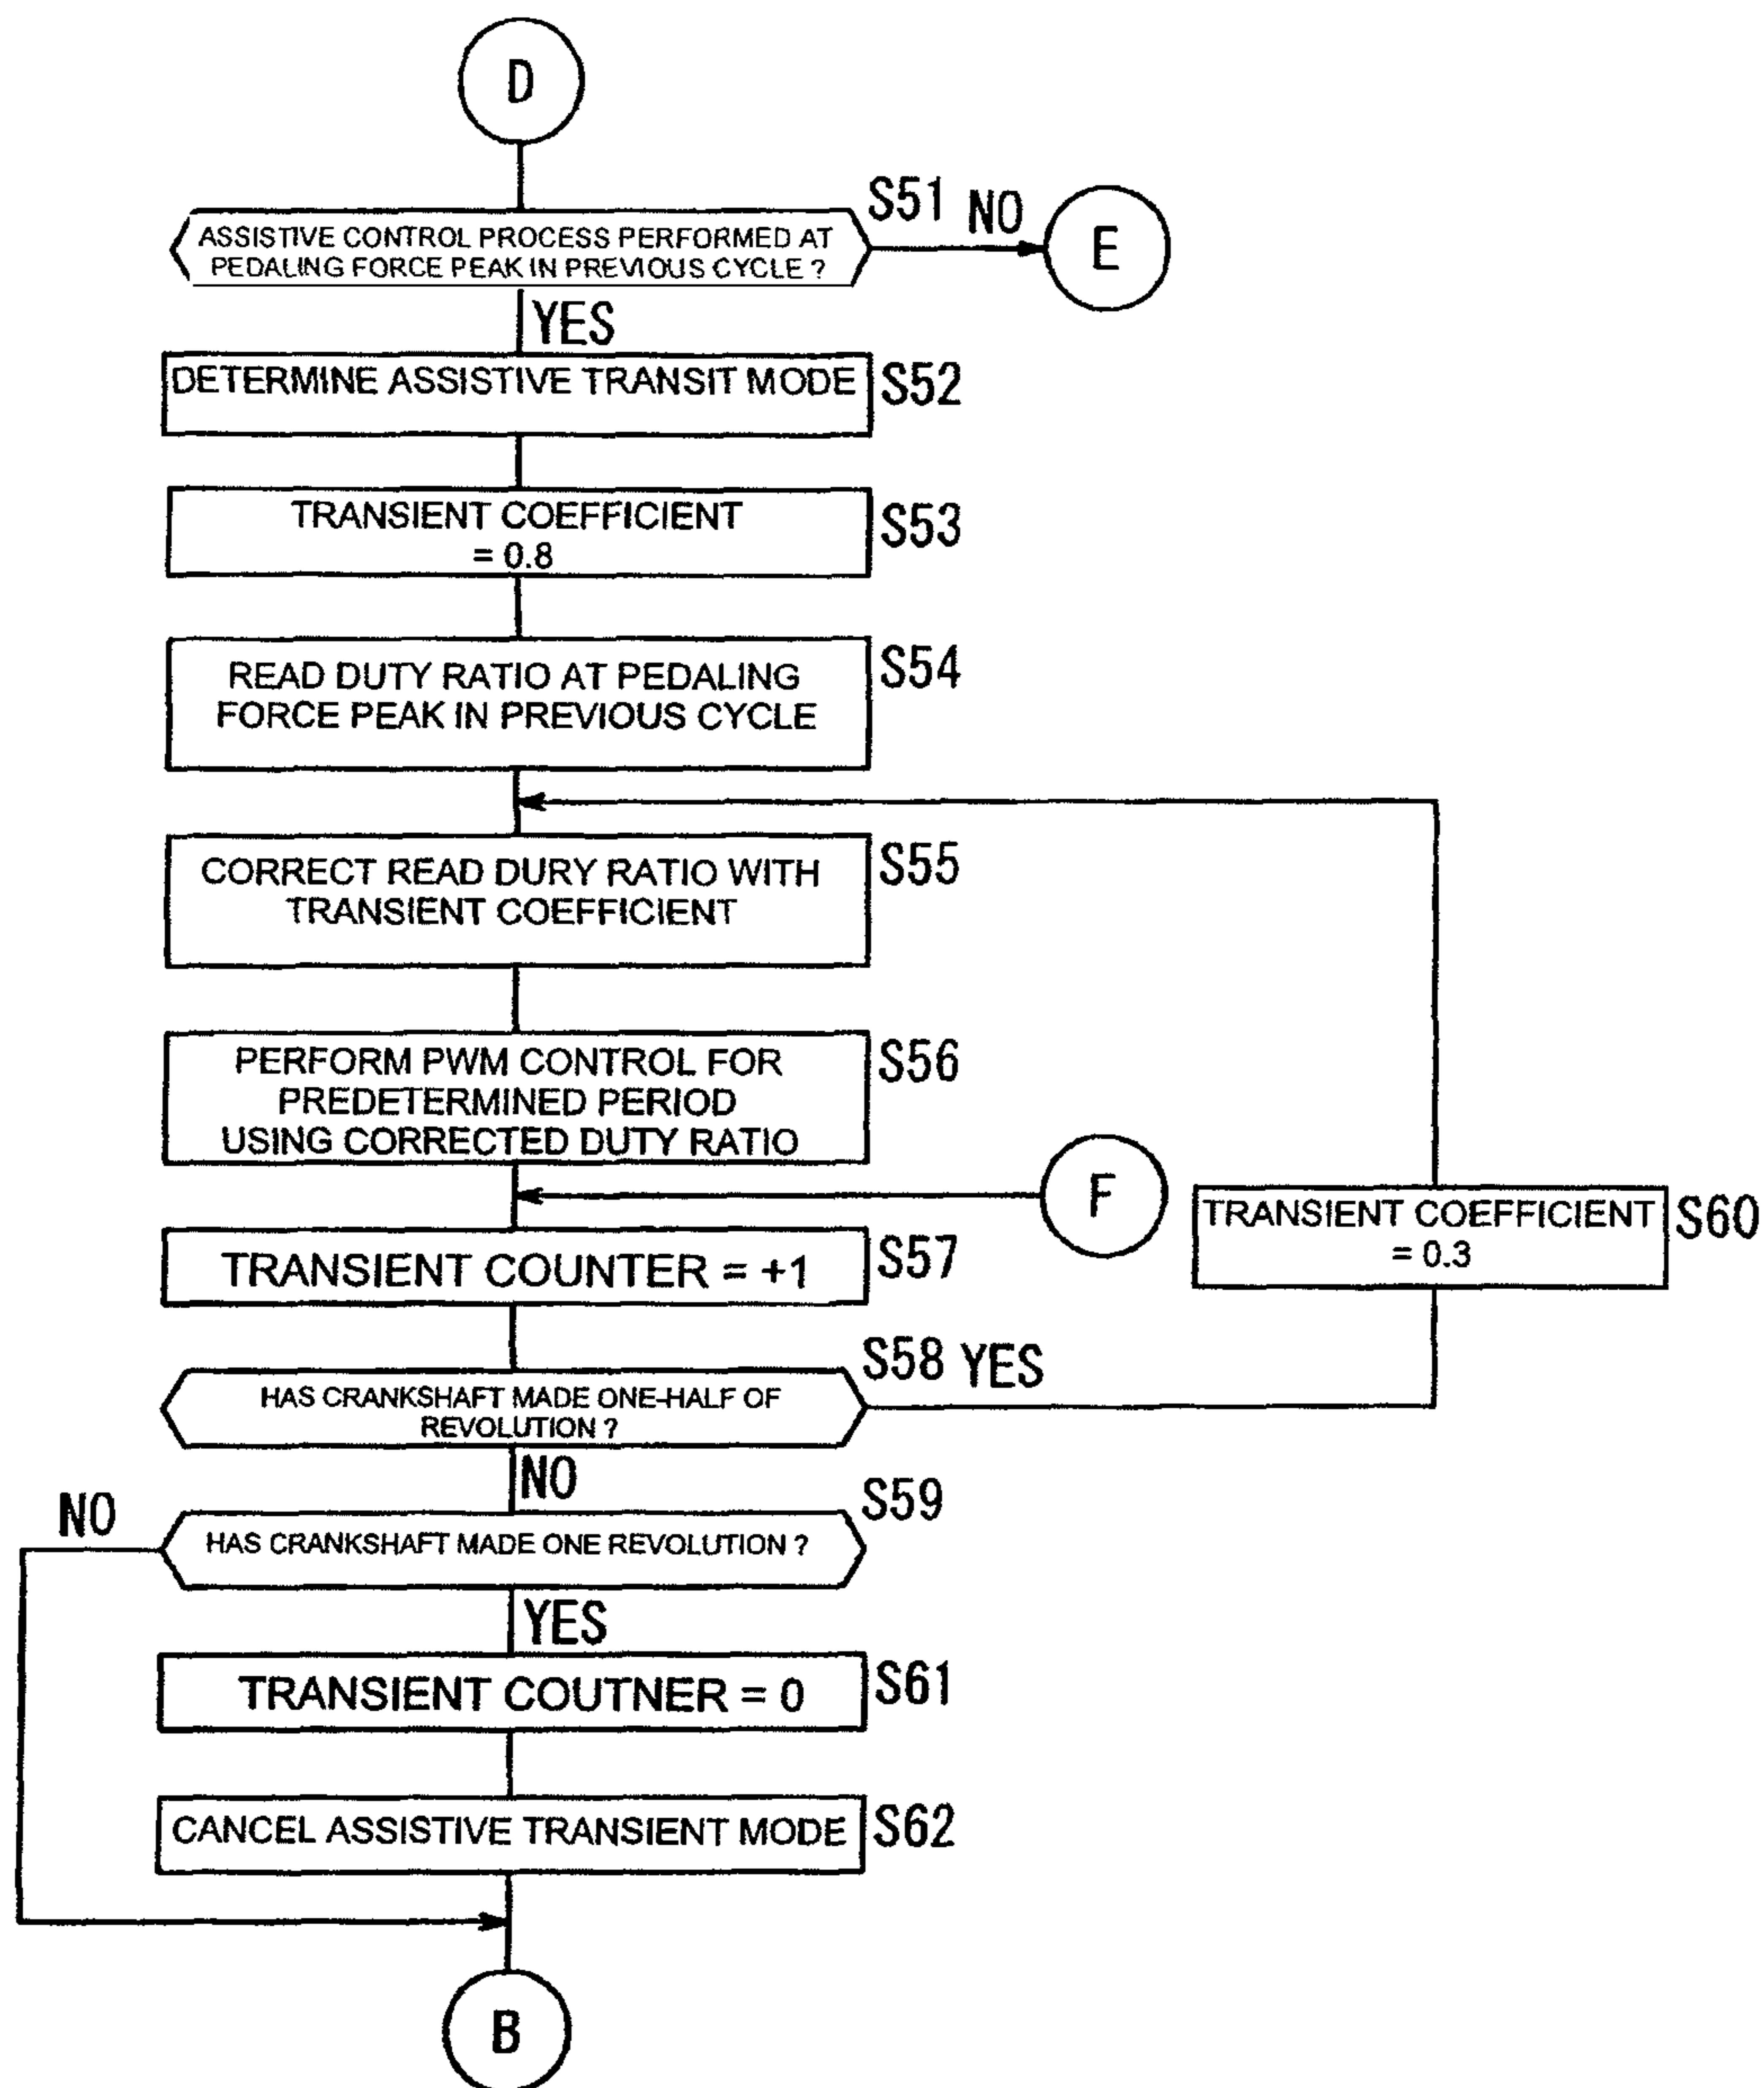 D
S51 NO
ASSISTIVE CONTROL PROCESS PERFORMED AT
PEDALING FORCE PEAK IN PREVIOUS CYCLE ?
E
YES
DETERMINE ASSISTIVE TRANSIT MODE
S52
TRANSIENT COEFFICIENT
= 0.8
S53
READ DUTY RATIO AT PEDALING
FORCE PEAK IN PREVIOUS CYCLE
S54
CORRECT READ DURY RATIO WITH
TRANSIENT COEFFICIENT
S55
PERFORM PWM CONTROL FOR
PREDETERMINED PERIOD
USING CORRECTED DUTY RATIO
S56
F
TRANSIENT COEFFICIENT
= 0.3
S60
TRANSIENT COUNTER = +1
S57
S58 YES
HAS CRANKSHAFT MADE ONE-HALF OF
REVOLUTION ?
NO
S59
NO
HAS CRANKSHAFT MADE ONE REVOLUTION ?
YES
TRANSIENT COUTNER = 0
S61
CANCEL ASSISTIVE TRANSIENT MODE
S62
B